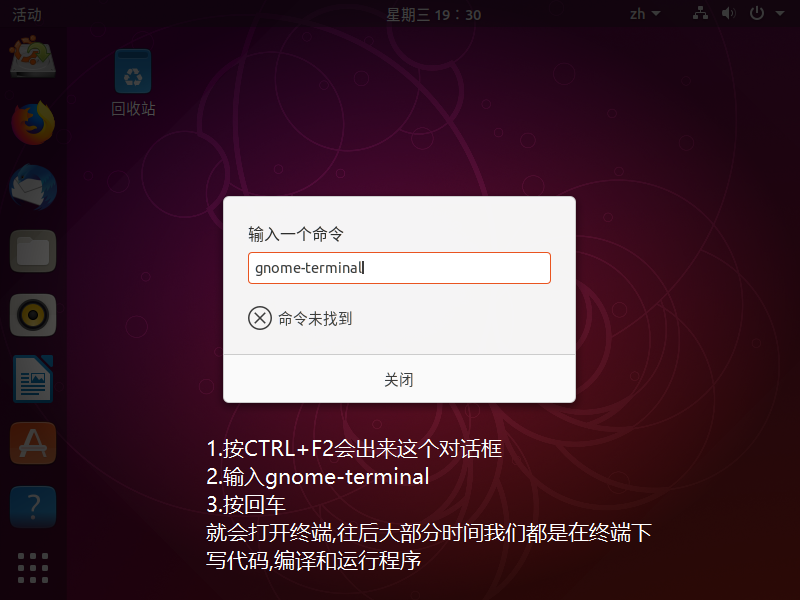 活动
星期三 19：30
zh
回收站
输入一个命令
gnome-terminal
命令未找到
关闭
1.按CTRL+F2会出来这个对话框
2.输入gnome-terminal
3.按回车
就会打开终端,往后大部分时间我们都是在终端下
写代码,编译和运行程序